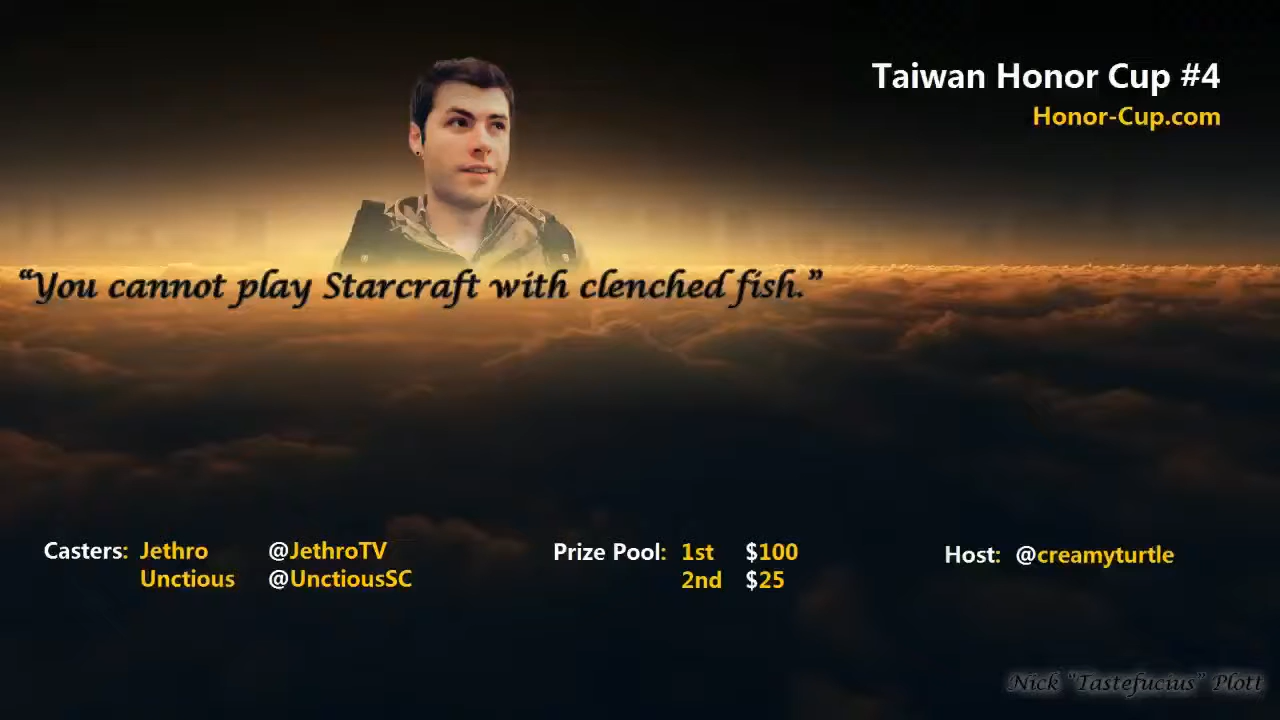 Taiwan Honor Cup #4
Honor-Cup.com
“You cannot play Starcraft with clenched fish.”
Casters: Jethro @JethroTV
Unctious @UnctiousSC
Prize Pool: 1st $100
2nd $25
Host: @creamyturtle
Nick “Tastefucius” Plott